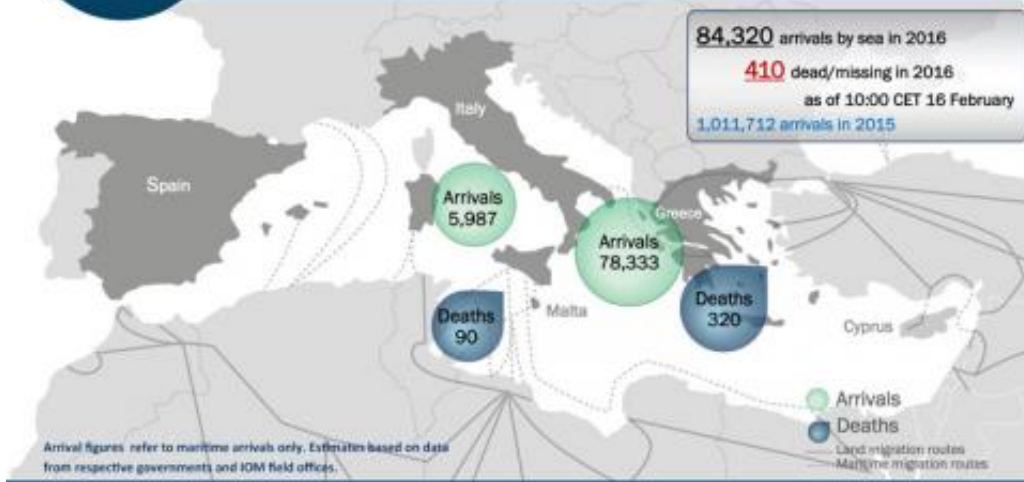 84,320 arrivals by sea in 2016
410 dead/missing in 2016
as of 10:00 CET 16 February
1,011,712 arrivals in 2015
Italy
Spain
Arrivals
5,987
Greece
Arrivals
78,333
Deaths
90
Malta
Deaths
320
Cyprus
Arrivals
Deaths
Land migration routes
Maritime migration routes
Arrival figures refer to maritime arrivals only. Estimates based on data
from respective governments and IOM field offices.